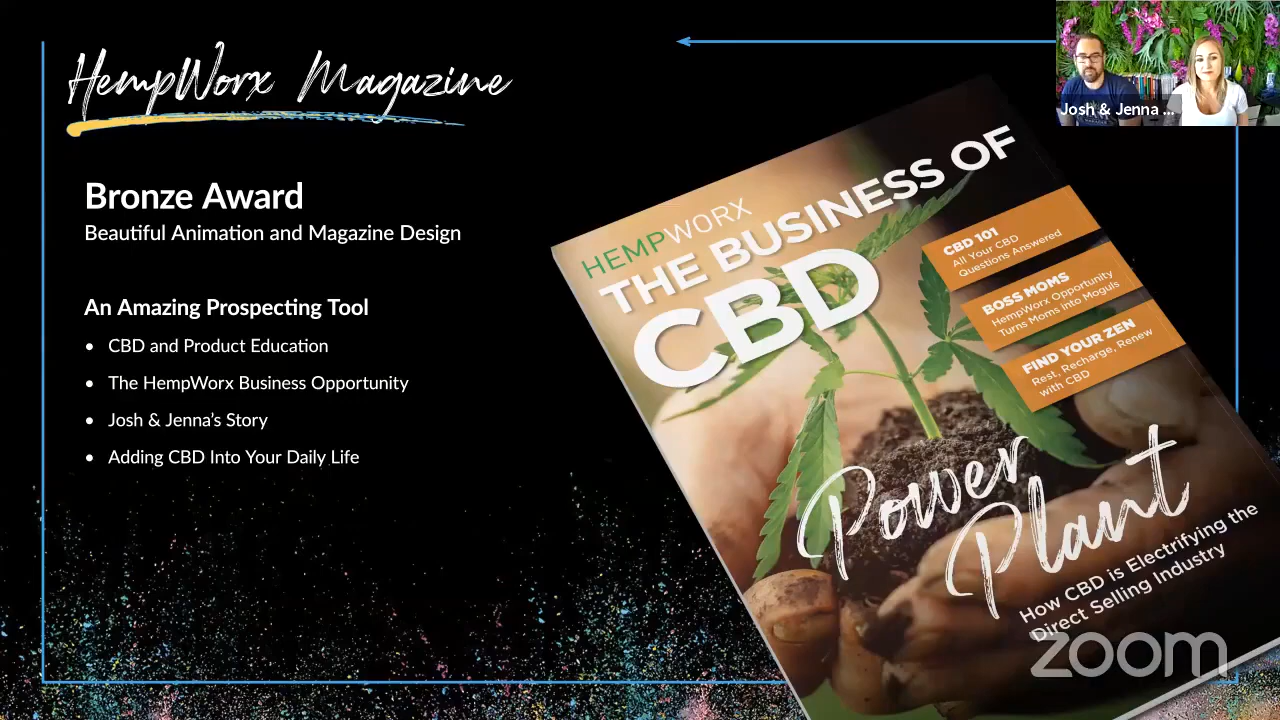 HempWorx Magazine
Bronze Award
Beautiful Animation and Magazine Design
An Amazing Prospecting Tool
• CBD and Product Education
• The HempWorx Business Opportunity
• Josh & Jenna's Story
• Adding CBD Into Your Daily Life
Josh & Jenna ...
HEMPWORX
THE BUSINESS OF
CBD
CBD 101
All Your CBD
Questions Answered
BOSS MOMS
HempWorx Opportunity
Turns Moms into Moguls
FIND YOUR ZEN
Rest, Recharge, Renew
with CBD
Power
Plant
How CBD is Electrifying the
Direct Selling Industry
zoom